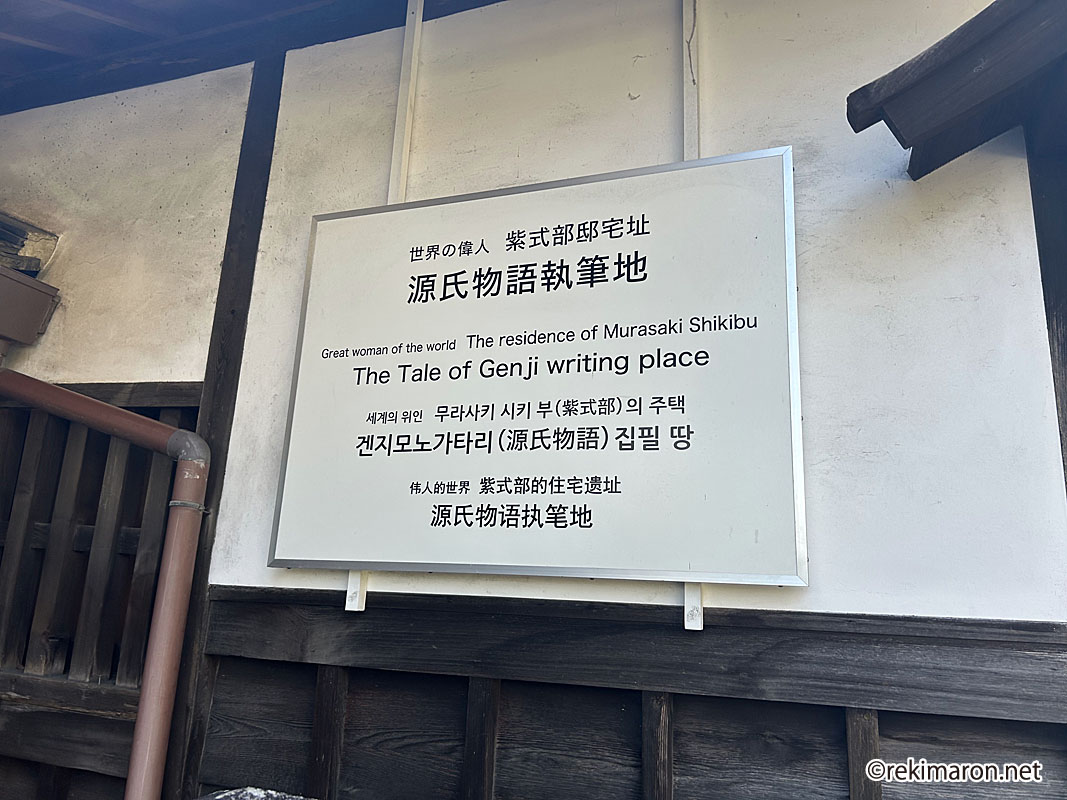 世界の偉人 紫式部邸宅址
源氏物語執筆地
Great woman of the world The residence of Murasaki Shikibu
The Tale of Genji writing place
세계의 위인 무라사키 시키 부(紫式部)의 주택
겐지모노가타리(源氏物語)집필 땅
伟人的世界 紫式部的住宅遗址
源氏物语执笔地
©rekimaron.net